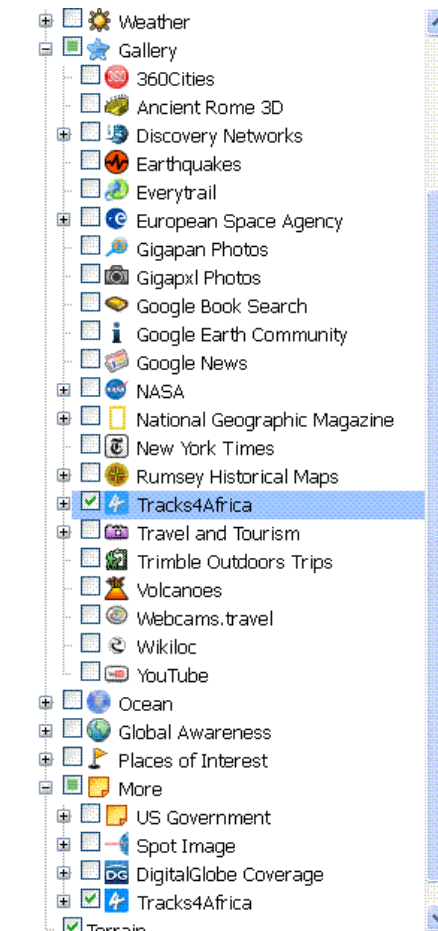 Weather
Gallery
360 360Cities
Ancient Rome 3D
Discovery Networks
Earthquakes
Everytrail
European Space Agency
Gigapan Photos
Gigapxl Photos
Google Book Search
Google Earth Community
Google News
NASA
National Geographic Magazine
New York Times
Rumsey Historical Maps
Tracks4Africa
Travel and Tourism
Trimble Outdoors Trips
Volcanoes
Webcams.travel
Wikiloc
YouTube
Ocean
Global Awareness
Places of Interest
More
US Government
Spot Image
DG DigitalGlobe Coverage
Tracks4Africa
Terrain